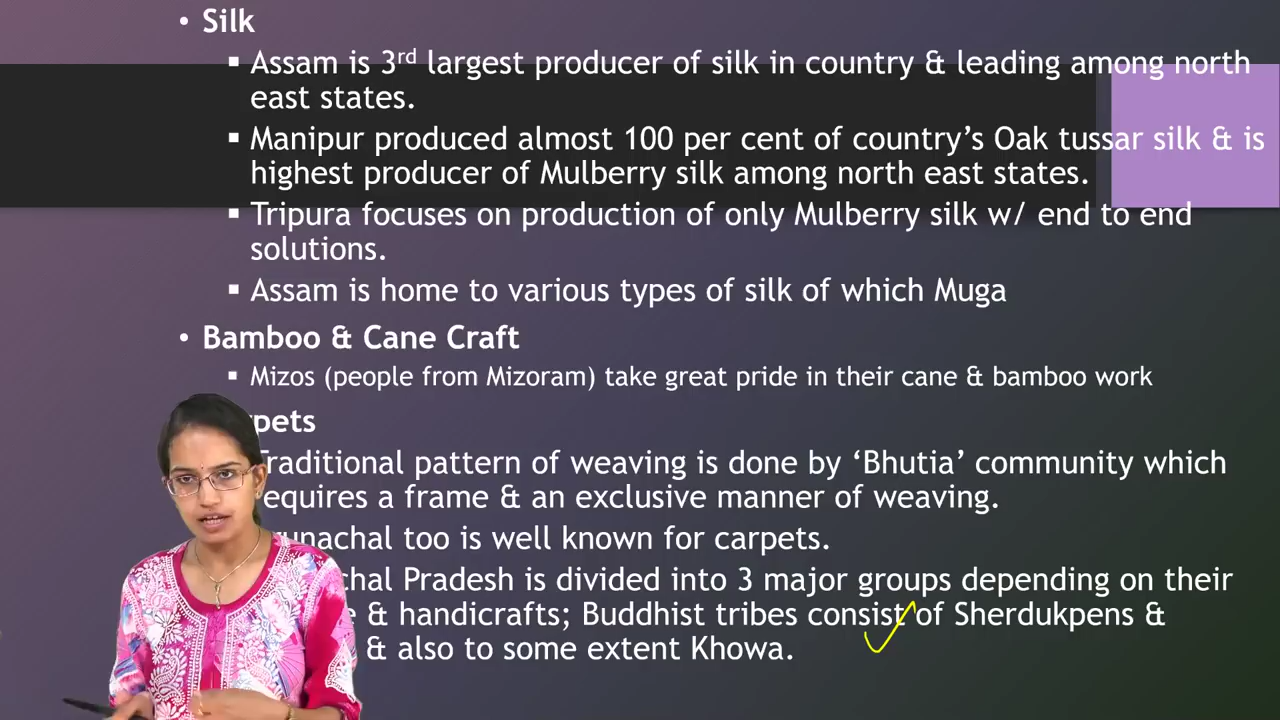 • Silk
▪ Assam is 3rd largest producer of silk in country & leading among north
east states.
▪ Manipur produced almost 100 per cent of country's Oak tussar silk & is
highest producer of Mulberry silk among north east states.
▪ Tripura focuses on production of only Mulberry silk w/ end to end
solutions.
▪ Assam is home to various types of silk of which Muga
• Bamboo & Cane Craft
▪ Mizos (people from Mizoram) take great pride in their cane & bamboo work
pets
Traditional pattern of weaving is done by ‘Bhutia’ community which
equires a frame & an exclusive manner of weaving.
unachal too is well known for carpets.
chal Pradesh is divided into 3 major groups depending on their
& handicrafts; Buddhist tribes consist of Sherdukpens &
& also to some extent Khowa.